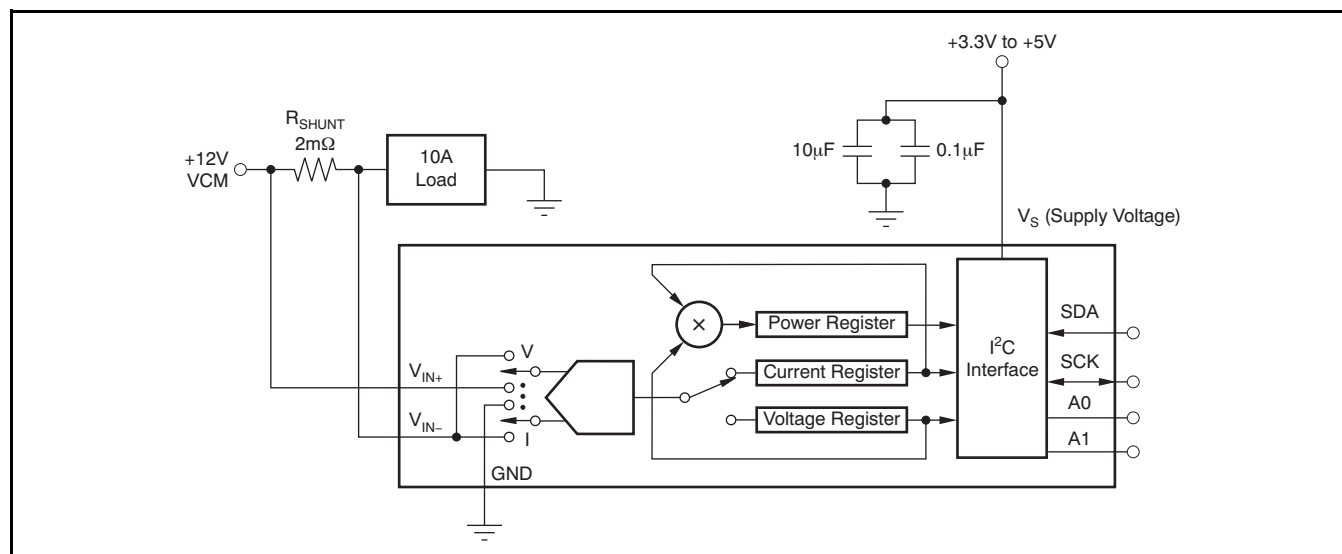 +3.3V to +5V
R_SHUNT
2mΩ
+12V
VCM
10A
Load
10μF
0.1μF
V_S (Supply Voltage)
×
Power Register
Current Register
Voltage Register
I²C
Interface
SDA
SCK
A0
A1
V
V_IN+
V_IN–
I
GND